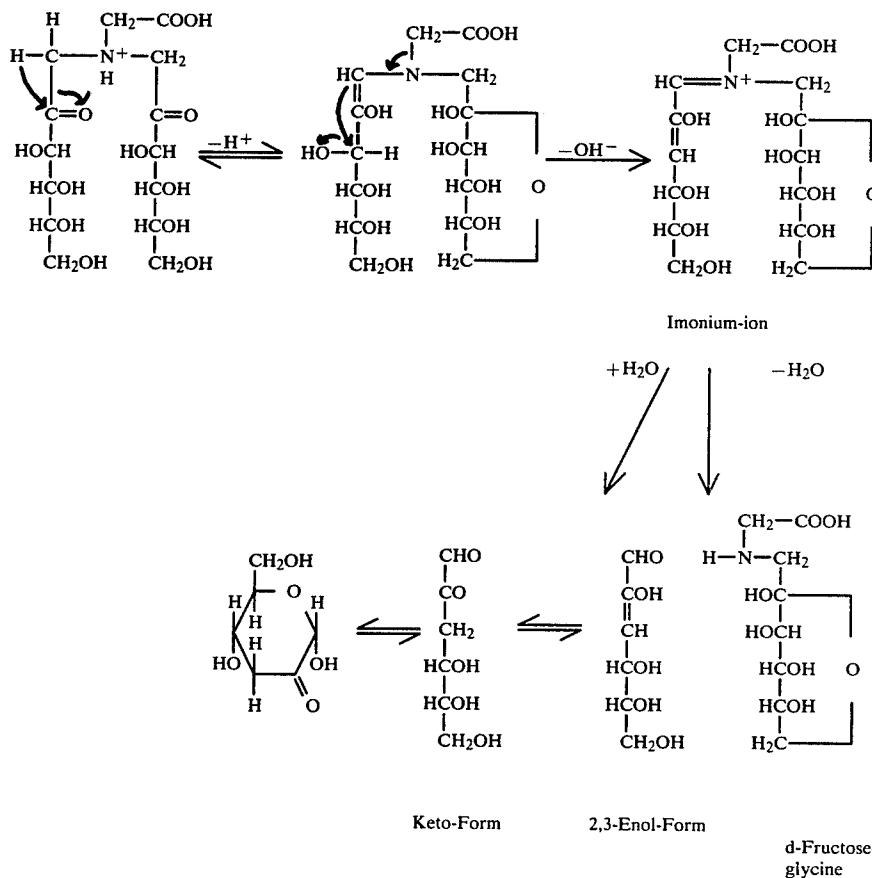 H CH2—COOH CH2—COOH CH2—COOH
H—C—N+—CH2 HC—N—CH2 HC=N+—CH2
H
C=O C=O COH HOC COH HOC
HOCH HOCH HO—C—H HOCH CH HOCH
−H+ −OH−
HCOH HCOH HCOH HCOH O HCOH HCOH O
HCOH HCOH HCOH HCOH HCOH HCOH
CH2OH CH2OH CH2OH H2C CH2OH H2C
Imonium-ion
+H2O −H2O
CH2—COOH
CH2OH CHO CHO H—N—CH2
H O H CO COH HOC
H CH2 CH HOCH
H
HO OH HCOH HCOH HCOH O
H O HCOH HCOH HCOH
CH2OH CH2OH H2C
Keto-Form 2,3-Enol-Form
d-Fructose
glycine